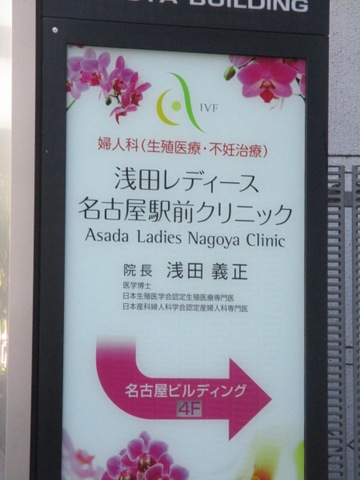 BUILDING
IVF
婦人科(生殖医療・不妊治療)
浅田レディース
名古屋駅前クリニック
Asada Ladies Nagoya Clinic
院長 浅田 義正
医学博士
日本生殖医学会認定生殖医療専門医
日本産科婦人科学会認定産婦人科専門医
名古屋ビルディング
4F